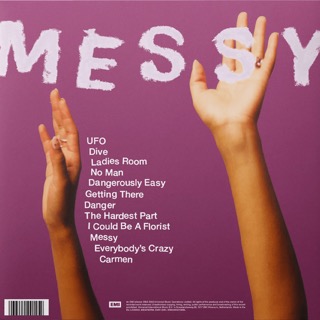 MESSY
UFO
Dive
Ladies Room
No Man
Dangerously Easy
Getting There
Danger
The Hardest Part
I Could Be A Florist
Messy
Everybody's Crazy
Carmen
EMI